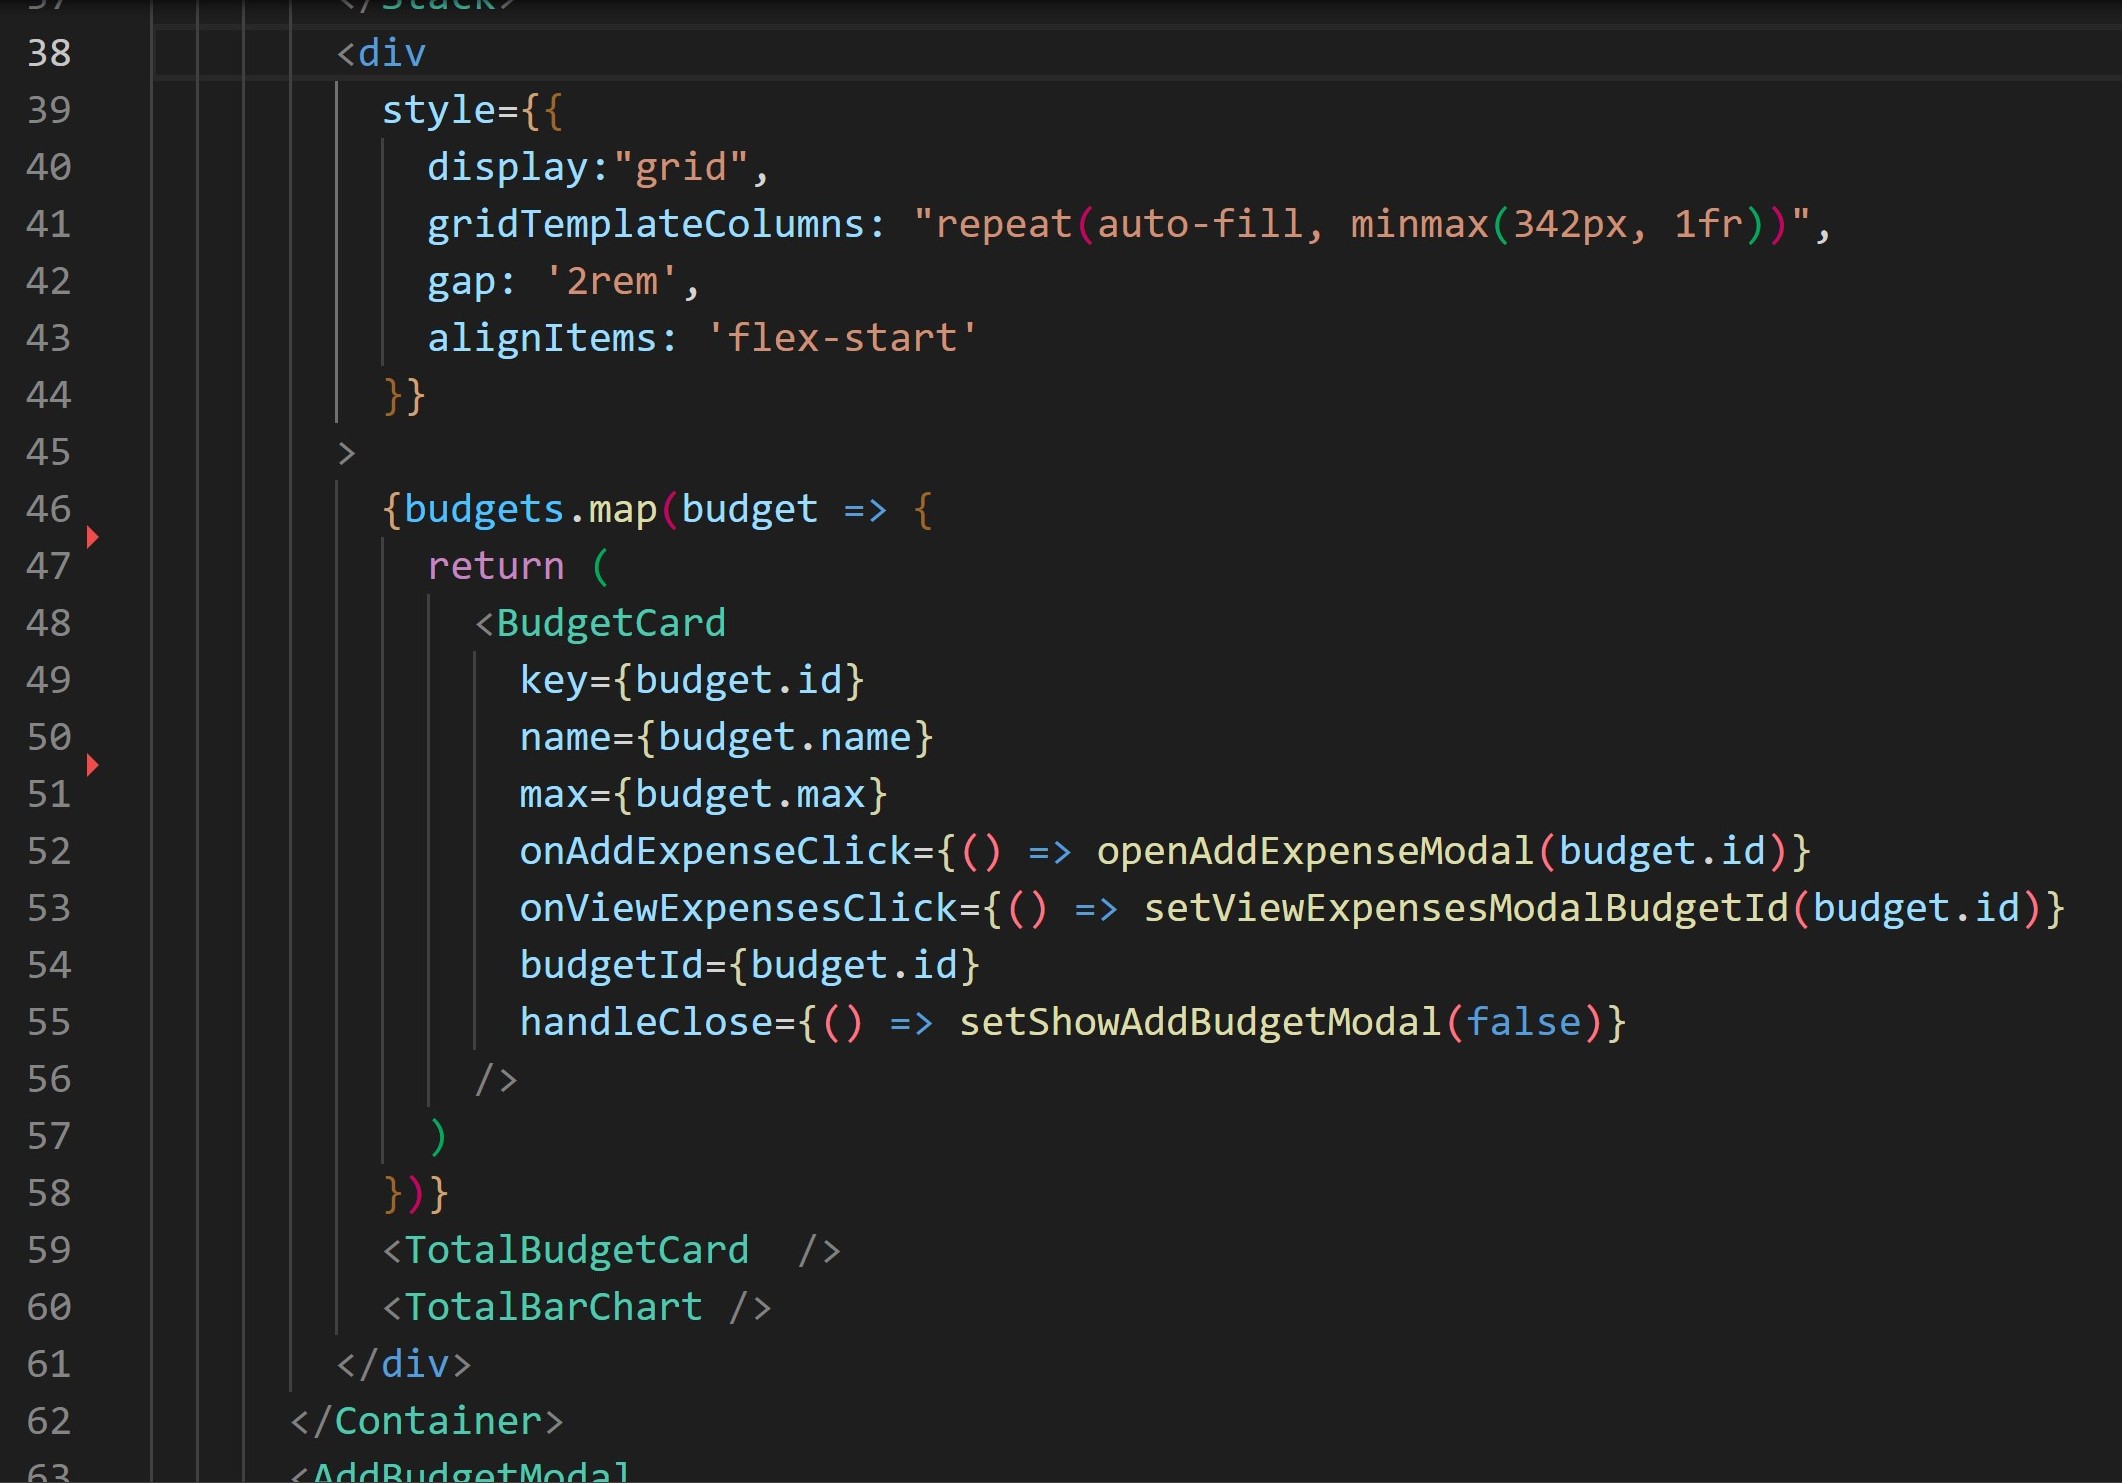 37 </Stack>
38 <div
39 style={{
40 display:"grid",
41 gridTemplateColumns: "repeat(auto-fill, minmax(342px, 1fr))",
42 gap: '2rem',
43 alignItems: 'flex-start'
44 }}
45 >
46 {budgets.map(budget => {
47 return (
48 <BudgetCard
49 key={budget.id}
50 name={budget.name}
51 max={budget.max}
52 onAddExpenseClick={() => openAddExpenseModal(budget.id)}
53 onViewExpensesClick={() => setViewExpensesModalBudgetId(budget.id)}
54 budgetId={budget.id}
55 handleClose={() => setShowAddBudgetModal(false)}
56 />
57 )
58 })}
59 <TotalBudgetCard  />
60 <TotalBarChart />
61 </div>
62 </Container>
63 <AddBudgetModal